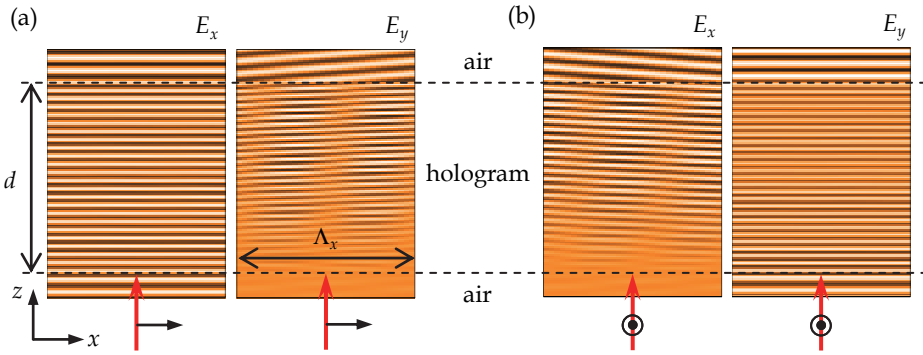 (a)
E_x
E_y
air
d
hologram
Λ_x
air
z
x
(b)
E_x
E_y